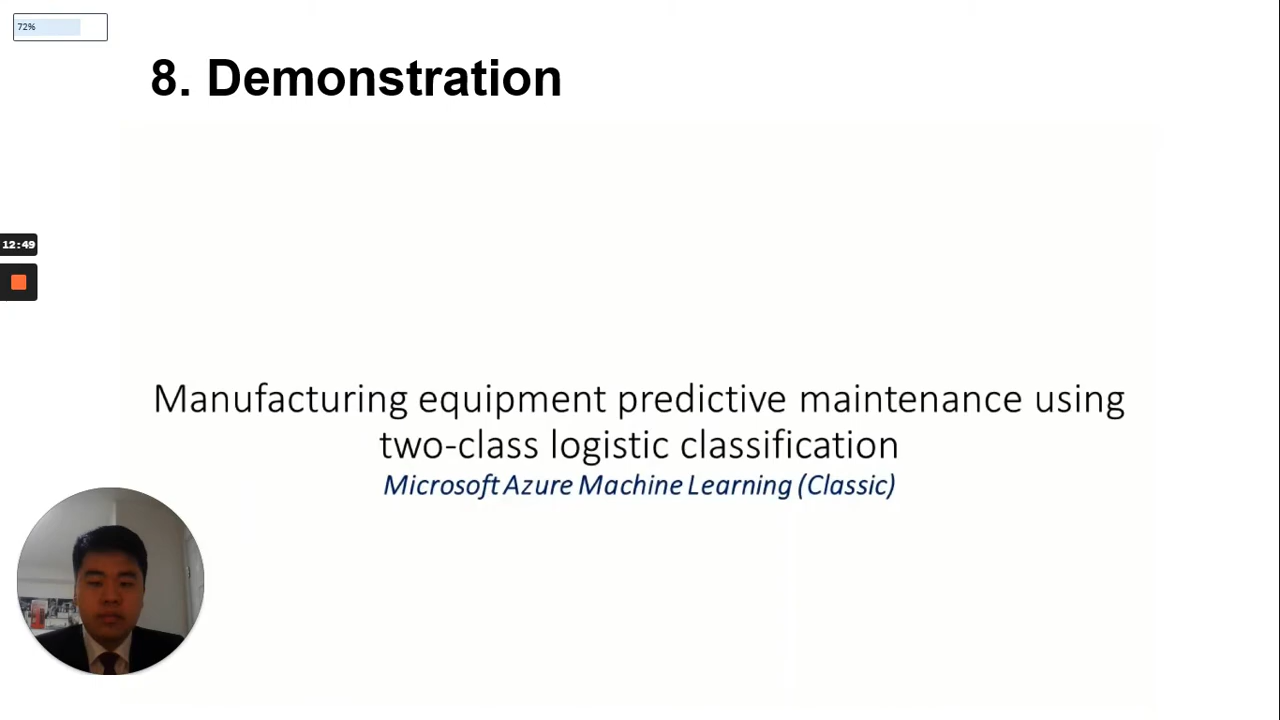 72%
8. Demonstration
12:49
Manufacturing equipment predictive maintenance using
two-class logistic classification
Microsoft Azure Machine Learning (Classic)